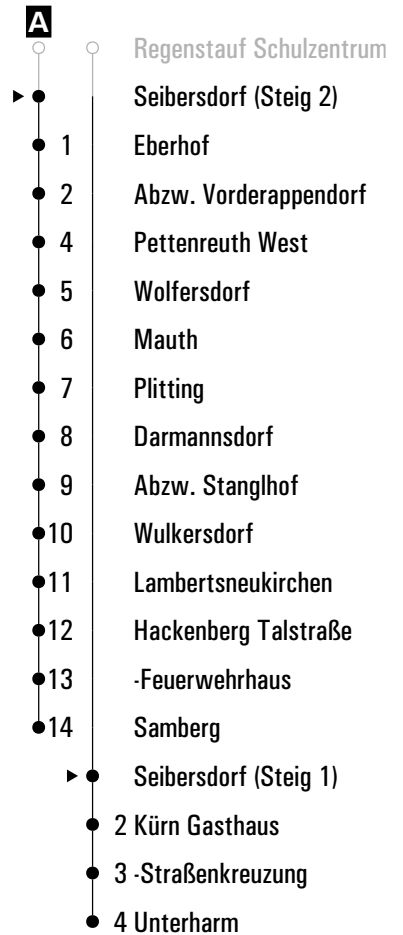 A
Regenstauf Schulzentrum
Seibersdorf (Steig 2)
1 Eberhof
2 Abzw. Vorderappendorf
4 Pettenreuth West
5 Wolfersdorf
6 Mauth
7 Plitting
8 Darmannsdorf
9 Abzw. Stanglhof
10 Wulkersdorf
11 Lambertsneukirchen
12 Hackenberg Talstraße
13 -Feuerwehrhaus
14 Samberg
Seibersdorf (Steig 1)
2 Kürn Gasthaus
3 -Straßenkreuzung
4 Unterharm